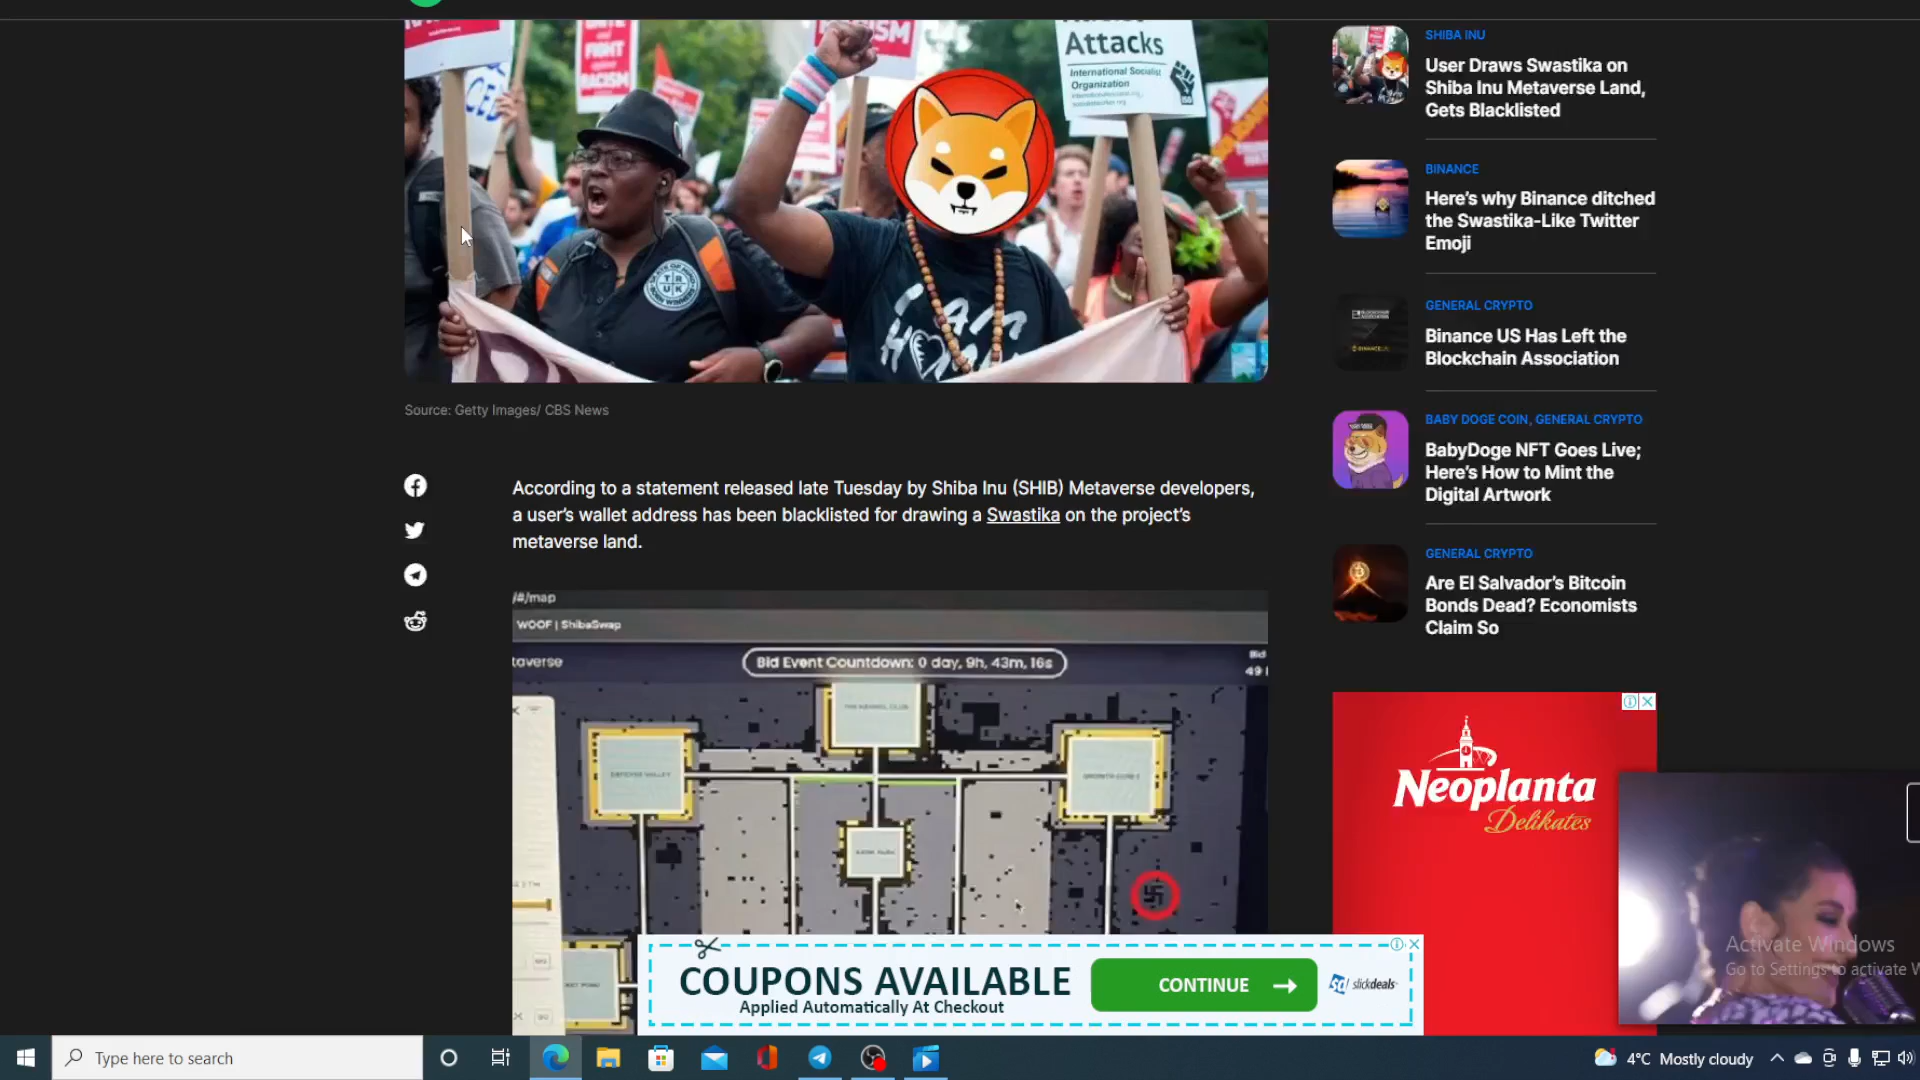 FIGHT
RACISM
Attacks
International Socialist
Organization
TRUK
I AM
Source: Getty Images/ CBS News
According to a statement released late Tuesday by Shiba Inu (SHIB) Metaverse developers,
a user's wallet address has been blacklisted for drawing a Swastika on the project's
metaverse land.
/#/map
WOOF | ShibaSwap
taverse
Bid Event Countdown: 0 day, 9h, 43m, 16s
Bid
49
SHIBA INU
User Draws Swastika on
Shiba Inu Metaverse Land,
Gets Blacklisted
BINANCE
Here's why Binance ditched
the Swastika-Like Twitter
Emoji
GENERAL CRYPTO
Binance US Has Left the
Blockchain Association
BABY DOGE COIN, GENERAL CRYPTO
BabyDoge NFT Goes Live;
Here's How to Mint the
Digital Artwork
GENERAL CRYPTO
Are El Salvador's Bitcoin
Bonds Dead? Economists
Claim So
Neoplanta
Delikates
COUPONS AVAILABLE
Applied Automatically At Checkout
CONTINUE
slickdeals
Activate Windows
Go to Settings to activate W
Type here to search
4°C Mostly cloudy